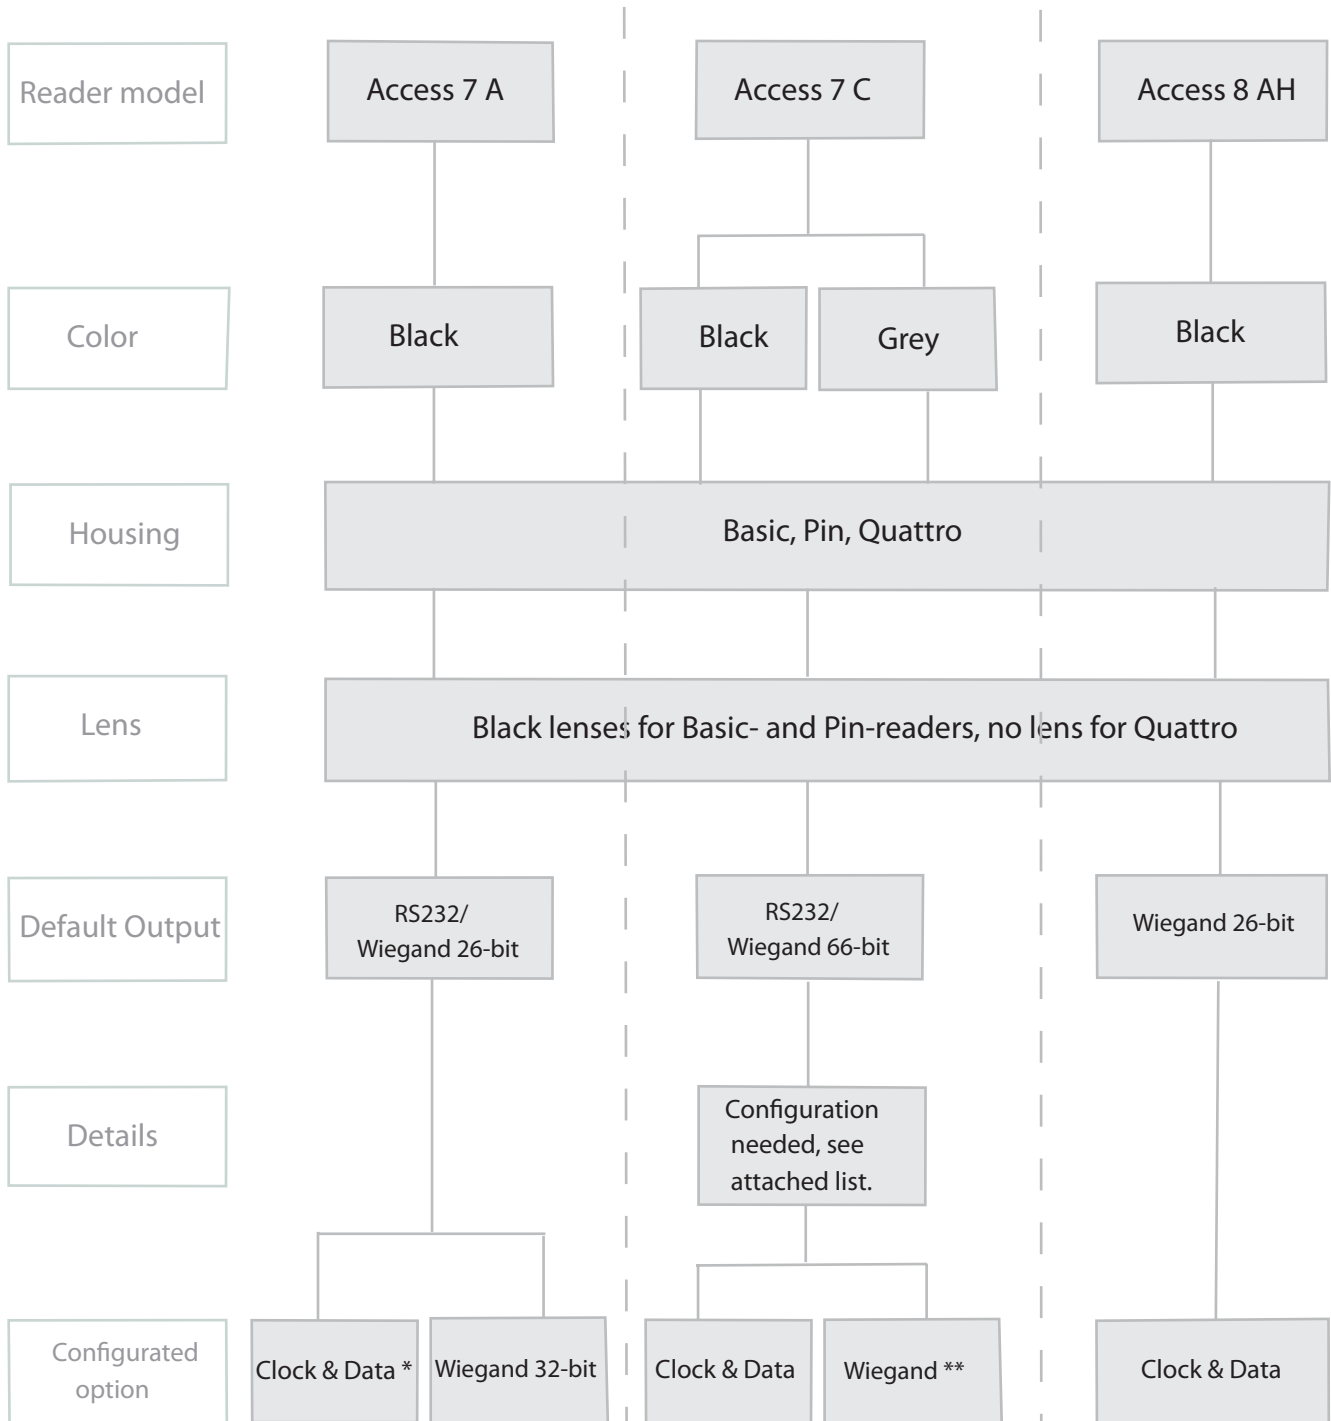 Reader model
Access 7 A
Access 7 C
Access 8 AH
Color
Black
Black
Grey
Black
Housing
Basic, Pin, Quattro
Lens
Black lenses for Basic- and Pin-readers, no lens for Quattro
Default Output
RS232/
Wiegand 26-bit
RS232/
Wiegand 66-bit
Wiegand 26-bit
Details
Configuration
needed, see
attached list.
Configurated
option
Clock & Data *
Wiegand 32-bit
Clock & Data
Wiegand **
Clock & Data